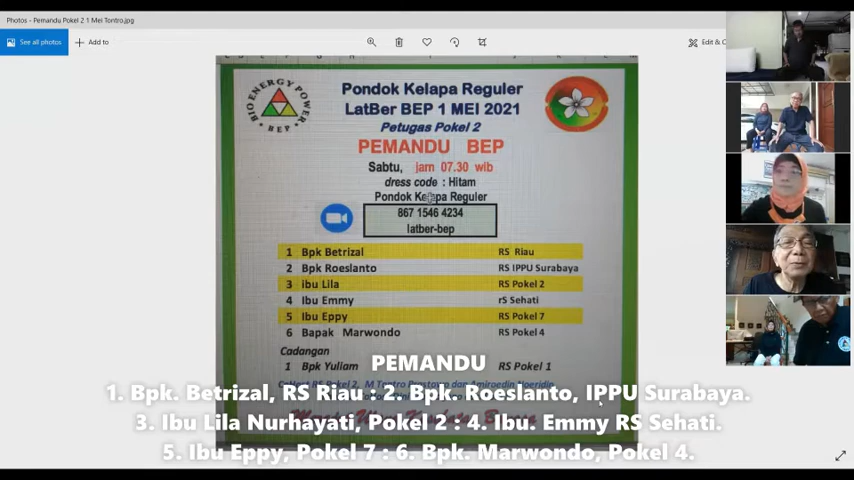 Photos - Pemandu Pokel 2 1 Mei Tontro.jpg
See all photos
Add to
Edit & C
BIO ENERGY POWER
BEP
Pondok Kelapa Reguler
LatBer BEP 1 MEI 2021
Petugas Pokel 2
PEMANDU BEP
Sabtu, jam 07.30 wib
dress code : Hitam
Pondok Kelapa Reguler
867 1546 4234
latber-bep
1 Bpk Betrizal RS Riau
2 Bpk Roeslanto RS IPPU Surabaya
3 ibu Lila RS Pokel 2
4 Ibu Emmy rS Sehati
5 Ibu Eppy RS Pokel 7
6 Bapak Marwondo RS Pokel 4
Cadangan
1 Bpk Yuliam RS Pokel 1
PEMANDU
1. Bpk. Betrizal, RS Riau : 2. Bpk. Roeslanto, IPPU Surabaya.
3. Ibu Lila Nurhayati, Pokel 2 : 4. Ibu. Emmy RS Sehati.
5. Ibu Eppy, Pokel 7 : 6. Bpk. Marwondo, Pokel 4.